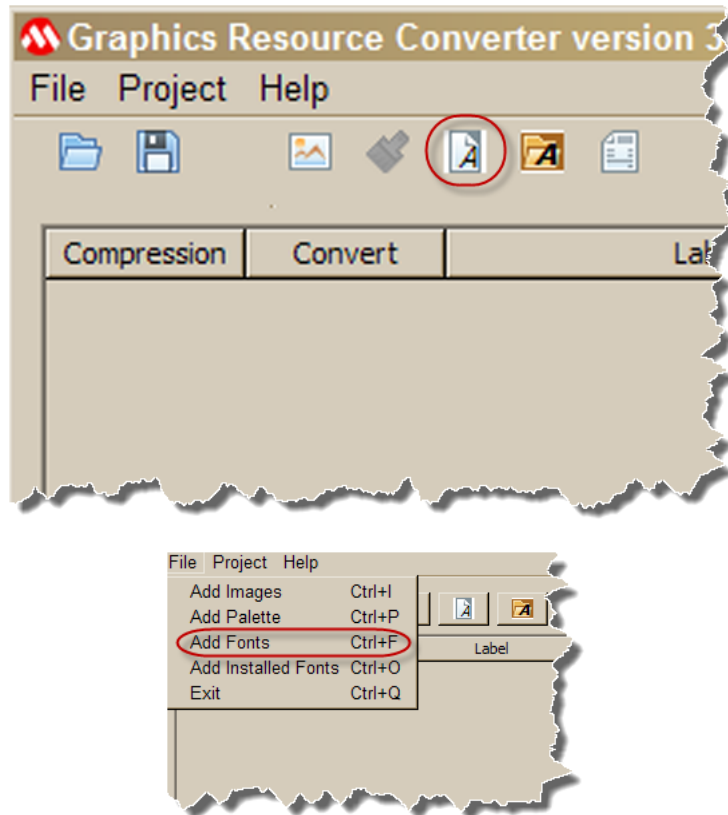 Graphics Resource Converter version 3
File Project Help
Compression Convert
File Project Help
Add Images Ctrl+I
Add Palette Ctrl+P
Add Fonts Ctrl+F
Label
Add Installed Fonts Ctrl+O
Exit Ctrl+Q